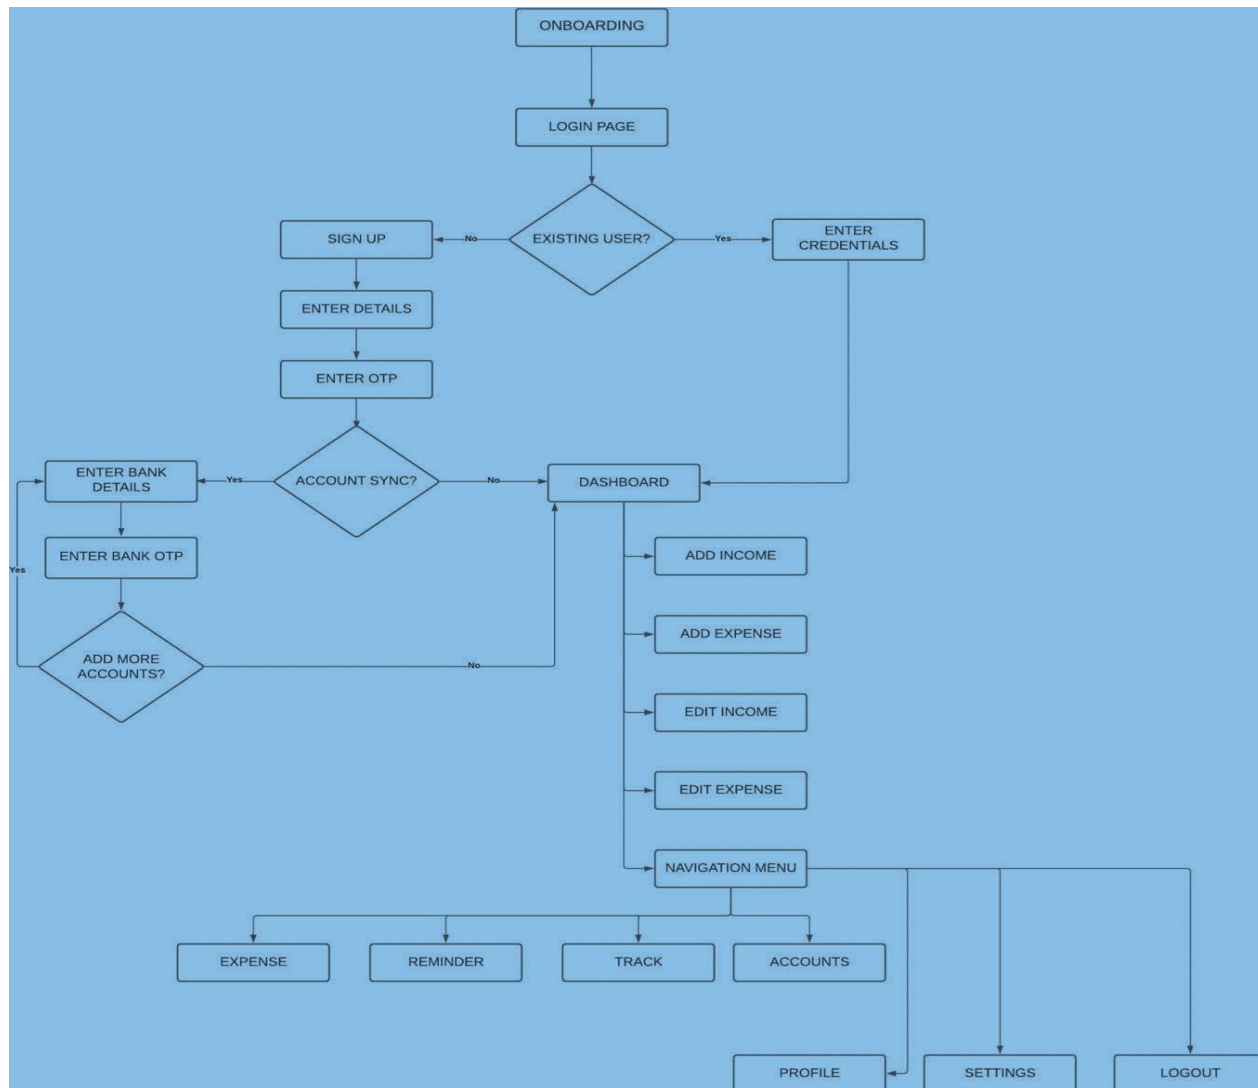 ONBOARDING
LOGIN PAGE
EXISTING USER?
No
Yes
SIGN UP
ENTER
CREDENTIALS
ENTER DETAILS
ENTER OTP
ACCOUNT SYNC?
Yes
No
ENTER BANK
DETAILS
DASHBOARD
ENTER BANK OTP
Yes
ADD MORE
ACCOUNTS?
No
ADD INCOME
ADD EXPENSE
EDIT INCOME
EDIT EXPENSE
NAVIGATION MENU
EXPENSE
REMINDER
TRACK
ACCOUNTS
PROFILE
SETTINGS
LOGOUT